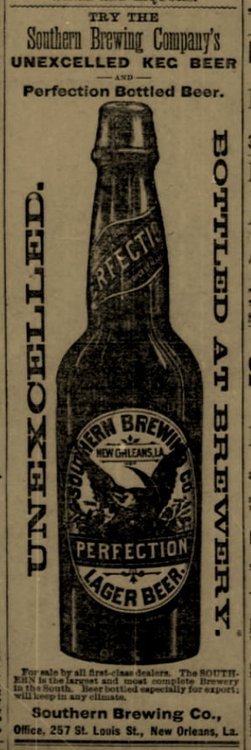 TRY THE
Southern Brewing Company's
UNEXCELLED KEG BEER
AND
Perfection Bottled Beer.
UNEXCELLED.
BOTTLED AT BREWERY.
PERFECTIO
SOUTHERN BREWING CO.
NEW ORLEANS, LA.
PERFECTION
LAGER BEER.
For sale by all first-class dealers. The SOUTH-
ERN is the largest and most complete Brewery
in the South. Beer bottled especially for export;
will keep in any climate.
Southern Brewing Co.,
Office, 257 St. Louis St., New Orleans, La.